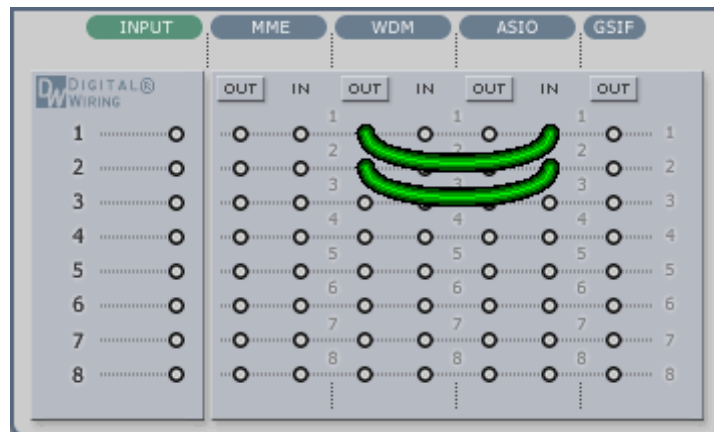 INPUT MME WDM ASIO GSIF
DIGITAL®
WIRING
DW
OUT IN OUT IN OUT IN OUT
1 1 1 1 1
2 2 2 2 2
3 3 3 3 3
4 4 4 4 4
5 5 5 5 5
6 6 6 6 6
7 7 7 7 7
8 8 8 8 8